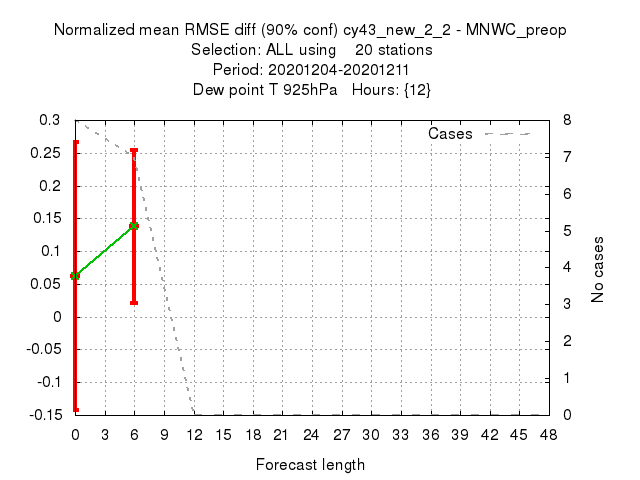 Normalized mean RMSE diff (90% conf) cy43_new_2_2 - MNWC_preop
Selection: ALL using    20 stations
Period: 20201204-20201211
Dew point T 925hPa   Hours: {12}
Cases
0.3
0.25
0.2
0.15
0.1
0.05
0
-0.05
-0.1
-0.15
8
7
6
5
4
3
2
1
0
No cases
0 3 6 9 12 15 18 21 24 27 30 33 36 39 42 45 48
Forecast length